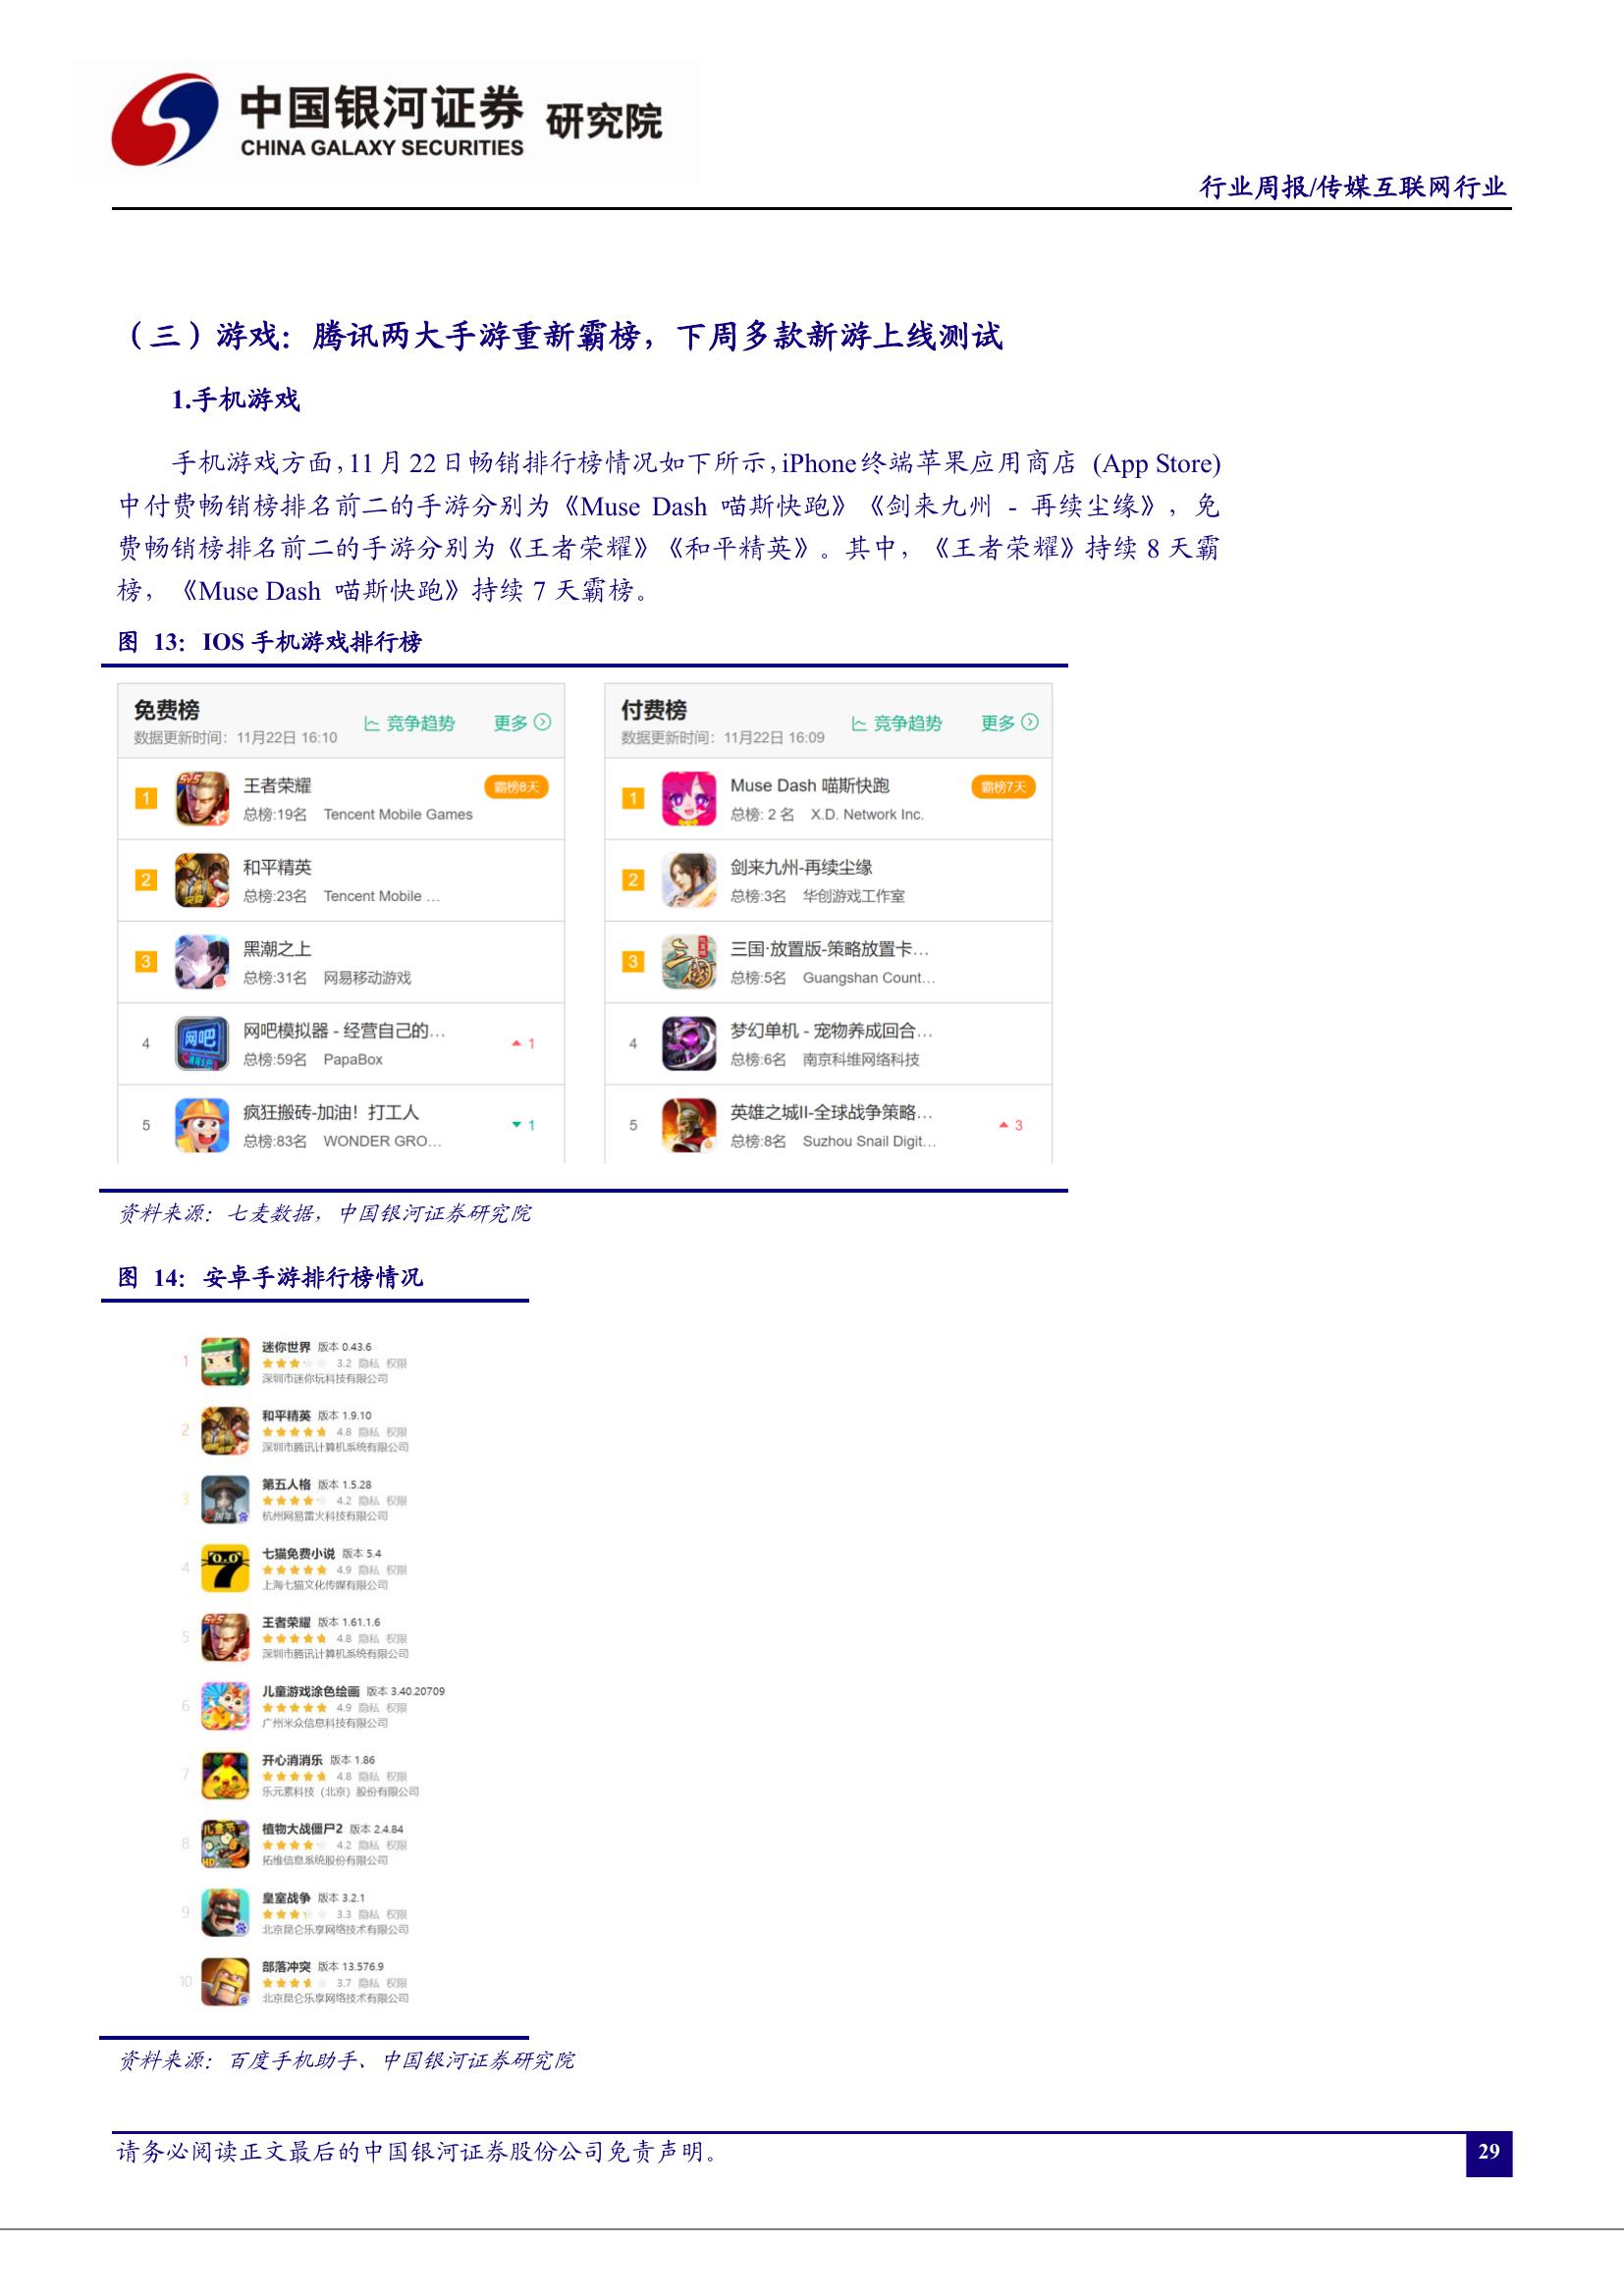 中国银河证券 研究院
CHINA GALAXY SECURITIES
行业周报/传媒互联网行业
（三）游戏：腾讯两大手游重新霸榜，下周多款新游上线测试
1.手机游戏
手机游戏方面，11 月 22 日畅销排行榜情况如下所示，iPhone 终端苹果应用商店 (App Store)
中付费畅销榜排名前二的手游分别为《Muse Dash 喵斯快跑》《剑来九州 - 再续尘缘》，免
费畅销榜排名前二的手游分别为《王者荣耀》《和平精英》。其中，《王者荣耀》持续 8 天霸
榜，《Muse Dash 喵斯快跑》持续 7 天霸榜。
图 13：IOS 手机游戏排行榜
免费榜
数据更新时间：11月22日 16:10
竞争趋势 更多
1 王者荣耀 霸榜8天
总榜:19名 Tencent Mobile Games
2 和平精英
总榜:23名 Tencent Mobile …
3 黑潮之上
总榜:31名 网易移动游戏
4 网吧模拟器 - 经营自己的… 1
总榜:59名 PapaBox
5 疯狂搬砖-加油！打工人 1
总榜:83名 WONDER GRO…
付费榜
数据更新时间：11月22日 16:09
竞争趋势 更多
1 Muse Dash 喵斯快跑 霸榜7天
总榜: 2 名 X.D. Network Inc.
2 剑来九州-再续尘缘
总榜:3名 华创游戏工作室
3 三国·放置版-策略放置卡…
总榜:5名 Guangshan Count…
4 梦幻单机 - 宠物养成回合…
总榜:6名 南京科维网络科技
5 英雄之城II-全球战争策略… 3
总榜:8名 Suzhou Snail Digit…
资料来源：七麦数据，中国银河证券研究院
图 14：安卓手游排行榜情况
1 迷你世界 版本 0.43.6
3.2 隐私 权限
深圳市迷你玩科技有限公司
2 和平精英 版本 1.9.10
4.8 隐私 权限
深圳市腾讯计算机系统有限公司
3 第五人格 版本 1.5.28
4.2 隐私 权限
杭州网易雷火科技有限公司
4 七猫免费小说 版本 5.4
4.9 隐私 权限
上海七猫文化传媒有限公司
5 王者荣耀 版本 1.61.1.6
4.8 隐私 权限
深圳市腾讯计算机系统有限公司
6 儿童游戏涂色绘画 版本 3.40.20709
4.9 隐私 权限
广州米众信息科技有限公司
7 开心消消乐 版本 1.86
4.8 隐私 权限
乐元素科技（北京）股份有限公司
8 植物大战僵尸2 版本 2.4.84
4.2 隐私 权限
拓维信息系统股份有限公司
9 皇室战争 版本 3.2.1
3.3 隐私 权限
北京昆仑乐享网络技术有限公司
10 部落冲突 版本 13.576.9
3.7 隐私 权限
北京昆仑乐享网络技术有限公司
资料来源：百度手机助手、中国银河证券研究院
请务必阅读正文最后的中国银河证券股份公司免责声明。
29